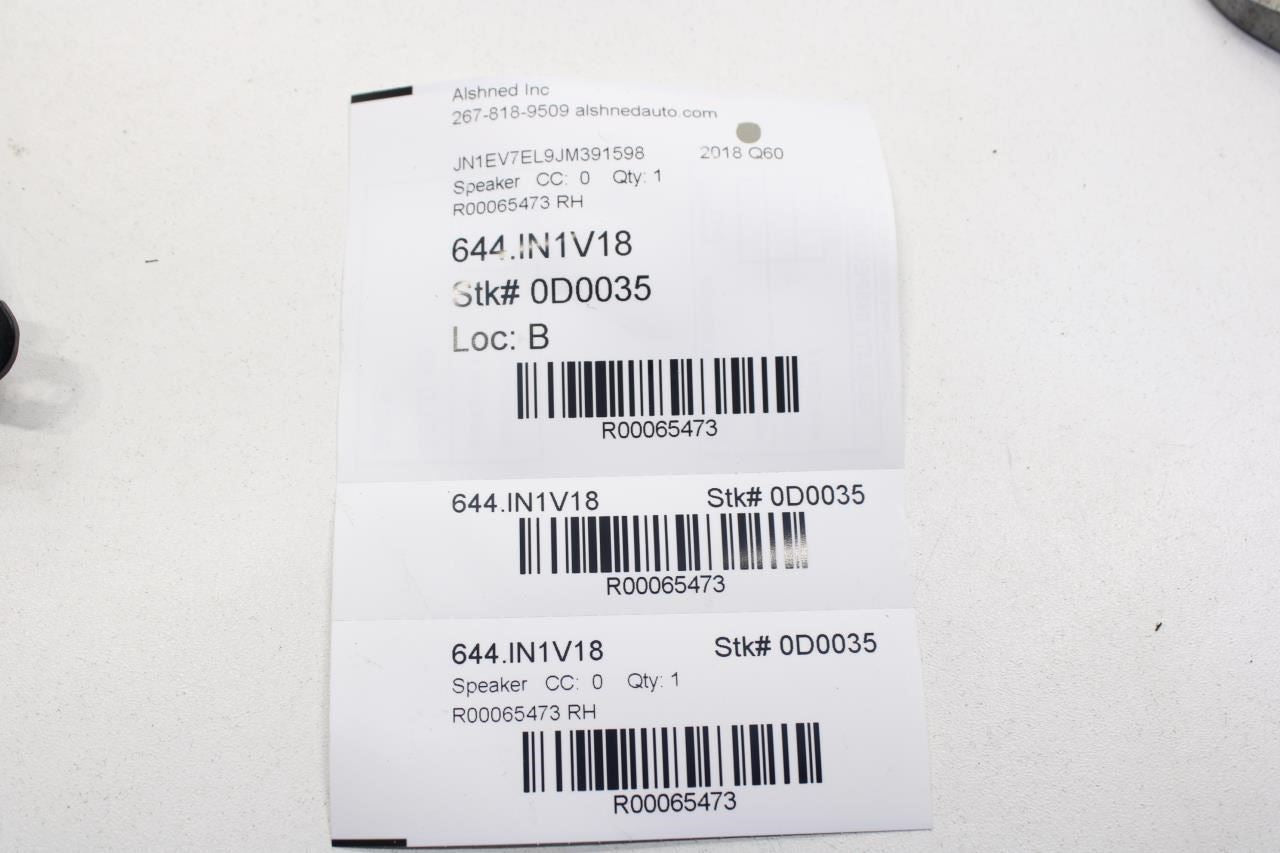 Alshned Inc
267-818-9509 alshnedauto.com
JN1EV7EL9JM391598 2018 Q60
Speaker CC: 0 Qty: 1
R00065473 RH
644.IN1V18
Stk# 0D0035
Loc: B
R00065473
644.IN1V18 Stk# 0D0035
R00065473
644.IN1V18 Stk# 0D0035
Speaker CC: 0 Qty: 1
R00065473 RH
R00065473